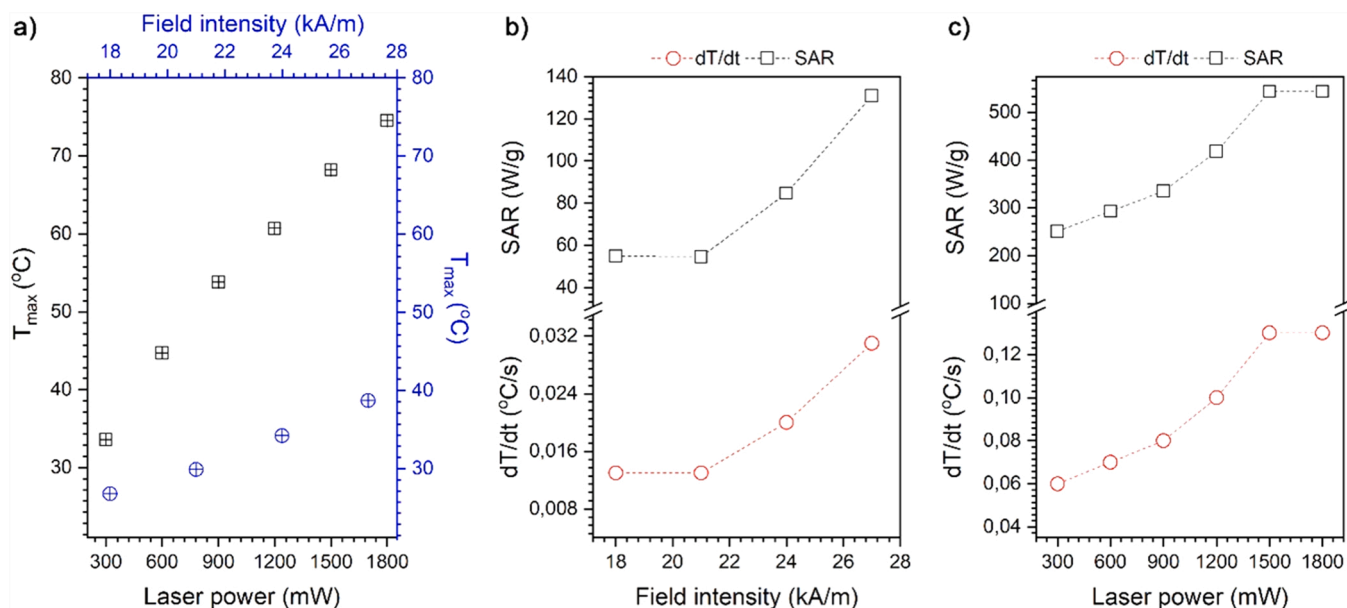 a)
Field intensity (kA/m)
18 20 22 24 26 28
80
70
60
50
40
30
Tmax (°C)
80
70
60
50
40
30
Tmax (°C)
300 600 900 1200 1500 1800
Laser power (mW)
b)
dT/dt SAR
140
120
100
80
60
40
SAR (W/g)
0,032
0,024
0,016
0,008
dT/dt (°C/s)
18 20 22 24 26 28
Field intensity (kA/m)
c)
dT/dt SAR
500
400
300
200
100
SAR (W/g)
0,12
0,10
0,08
0,06
0,04
dT/dt (°C/s)
300 600 900 1200 1500 1800
Laser power (mW)